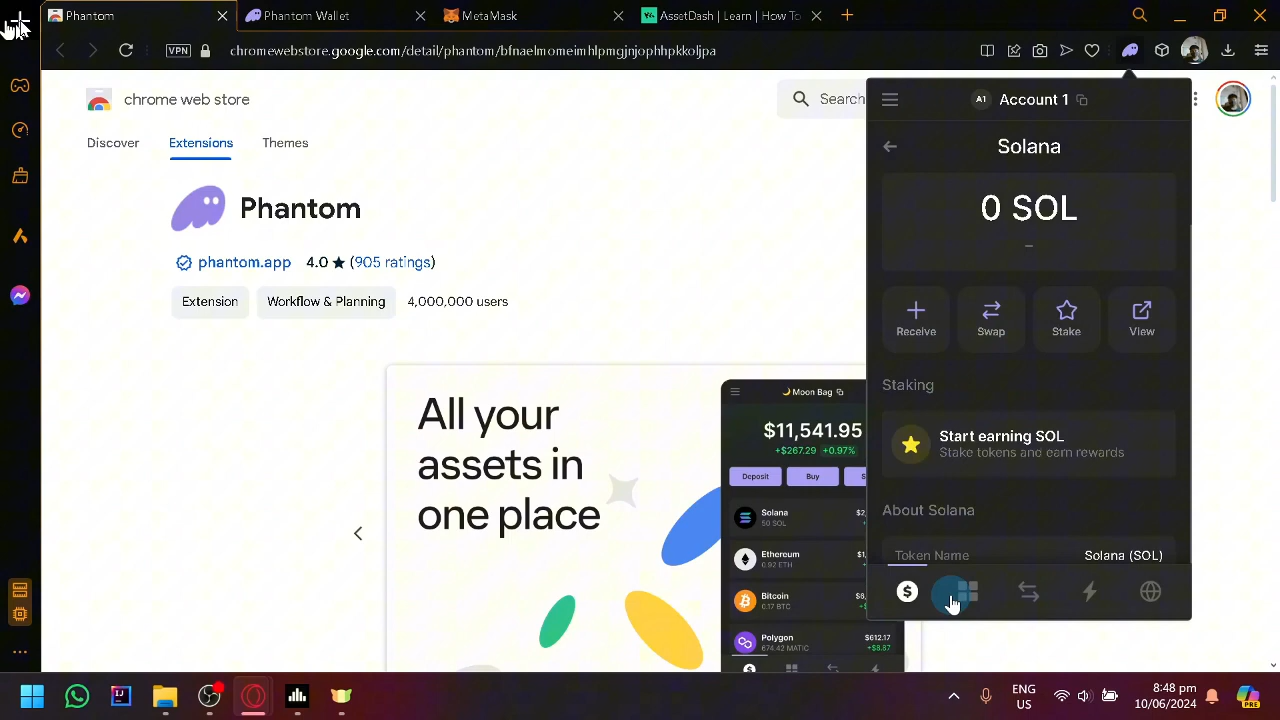 Phantom
Phantom Wallet
MetaMask
AssetDash | Learn | How To
VPN
chromewebstore.google.com/detail/phantom/bfnaelmomeimhlpmgjnjophhpkkoljpa
chrome web store
Search
Discover
Extensions
Themes
Phantom
phantom.app
4.0 ★ (905 ratings)
Extension
Workflow & Planning
4,000,000 users
All your
assets in
one place
Moon Bag
$11,541.95
+$267.29 +0.97%
Deposit
Buy
Solana
50 SOL
Ethereum
0.92 ETH
Bitcoin
0.17 BTC
Polygon
674.42 MATIC
$612.17
+$8.87
A1
Account 1
Solana
0 SOL
–
Receive
Swap
Stake
View
Staking
Start earning SOL
Stake tokens and earn rewards
About Solana
Token Name
Solana (SOL)
ENG
US
8:48 pm
10/06/2024
PRE